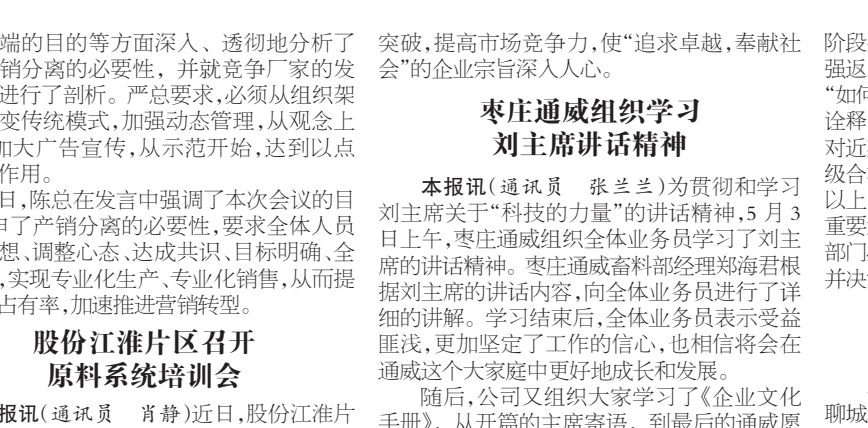 端的目的等方面深入、透彻地分析了
销分离的必要性，并就竞争厂家的发
进行了剖析。严总要求,必须从组织架
变传统模式,加强动态管理,从观念上
加大广告宣传,从示范开始,达到以点
作用。
日,陈总在发言中强调了本次会议的目
申了产销分离的必要性,要求全体人员
想、调整心态、达成共识、目标明确、全
,实现专业化生产、专业化销售,从而提
占有率,加速推进营销转型。
股份江淮片区召开
原料系统培训会
报讯(通讯员　肖静)近日,股份江淮片
突破,提高市场竞争力,使“追求卓越,奉献社
会”的企业宗旨深入人心。
枣庄通威组织学习
刘主席讲话精神
本报讯(通讯员　张兰兰)为贯彻和学习
刘主席关于“科技的力量”的讲话精神,5 月 3
日上午,枣庄通威组织全体业务员学习了刘主
席的讲话精神。枣庄通威畜料部经理郑海君根
据刘主席的讲话内容,向全体业务员进行了详
细的讲解。学习结束后,全体业务员表示受益
匪浅,更加坚定了工作的信心,也相信将会在
通威这个大家庭中更好地成长和发展。
随后,公司又组织大家学习了《企业文化
手册》，从开篇的主席寄语，到最后的通威愿
阶段
强返
“如何
诠释
对近
级合
以上
重要
部门
并决
聊城